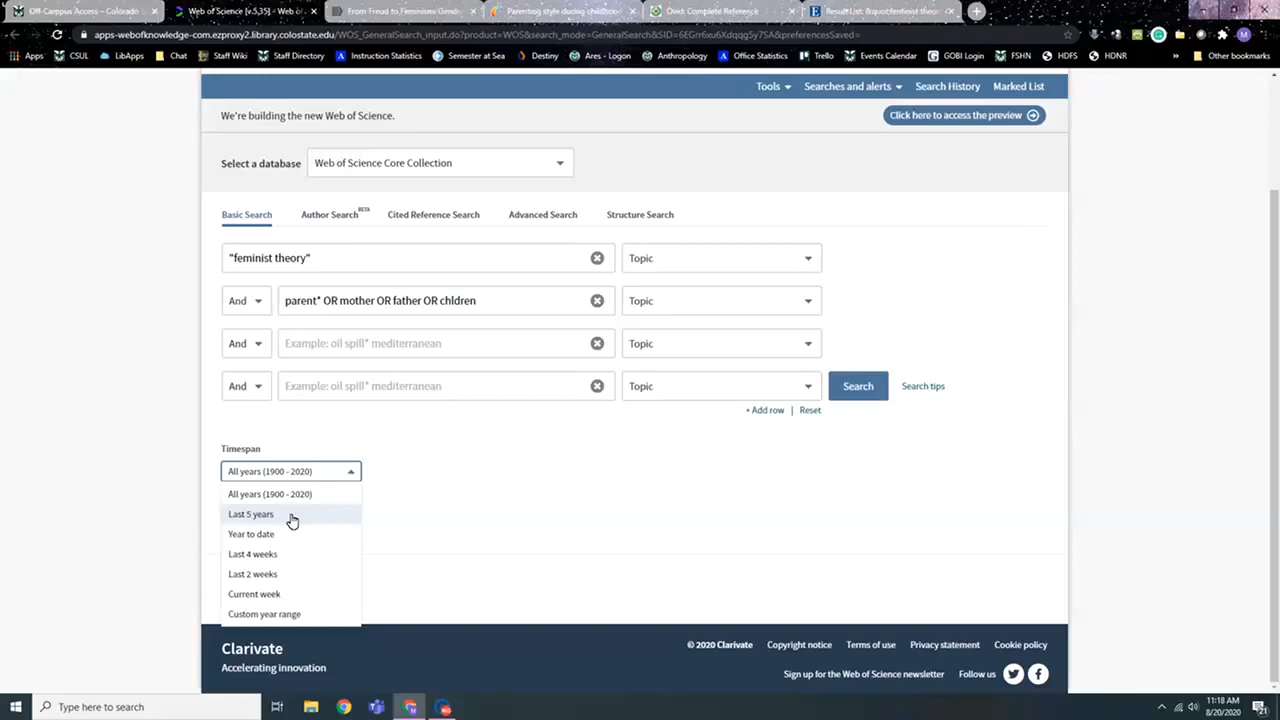 Off-Campus Access – Colorado
Web of Science [v.5.35] - Web of
From Freud to Feminism: Gende
Parenting style during childhoo
Ovid: Complete Reference
Result List: &quot;feminist theo
apps-webofknowledge-com.ezproxy2.library.colostate.edu/WOS_GeneralSearch_input.do?product=WOS&search_mode=GeneralSearch&SID=6EGrr6xu6Xdqqg5y7SA&preferencesSaved=
Apps CSUL LibApps Chat Staff Wiki Staff Directory Instruction Statistics Semester at Sea Destiny Ares - Logon Anthropology Office Statistics Trello Events Calendar GOBI Login FSHN HDFS HDNR » Other bookmarks
Tools Searches and alerts Search History Marked List
We're building the new Web of Science. Click here to access the preview
Select a database Web of Science Core Collection
Basic Search Author Search BETA Cited Reference Search Advanced Search Structure Search
"feminist theory" Topic
And parent* OR mother OR father OR chldren Topic
And Example: oil spill* mediterranean Topic
And Example: oil spill* mediterranean Topic Search Search tips
+ Add row | Reset
Timespan
All years (1900 - 2020)
All years (1900 - 2020)
Last 5 years
Year to date
Last 4 weeks
Last 2 weeks
Current week
Custom year range
Clarivate
Accelerating innovation
© 2020 Clarivate Copyright notice Terms of use Privacy statement Cookie policy
Sign up for the Web of Science newsletter Follow us
Type here to search
11:18 AM
8/20/2020
21